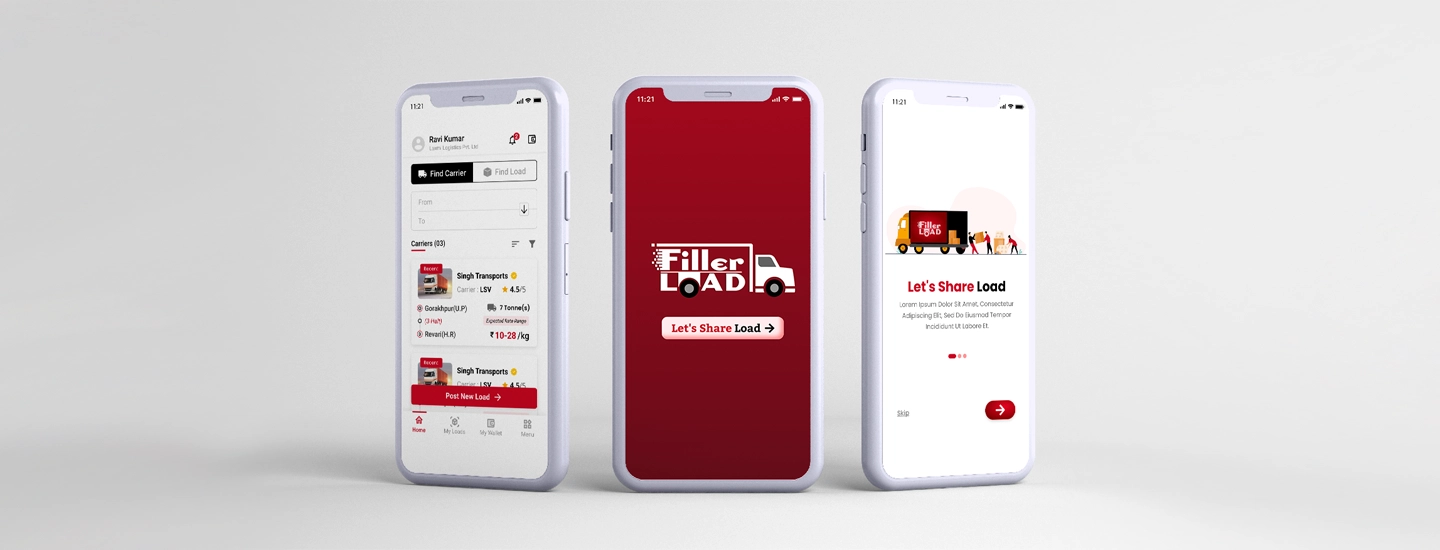 11:21
Ravi Kumar
Find Carrier
Find Load
From
To
Carriers (03)
Recent
Singh Transports
Carrier : LSV 4.5/5
Gorakhpur(U.P) 7 Tonne(s)
(3 Halt) Expected Rate Range
Revari(H.R) ₹10-28/kg
Recent
Singh Transports
Carrier : LSV 4.5/5
Post New Load
Home
My Loads
My Wallet
Menu
11:21
Filler
LOAD
Let's Share Load
11:21
Filler
LOAD
Let's Share Load
Lorem Ipsum Dolor Sit Amet, Consectetur
Adipiscing Elit, Sed Do Eiusmod Tempor
Incididunt Ut Labore Et.
Skip